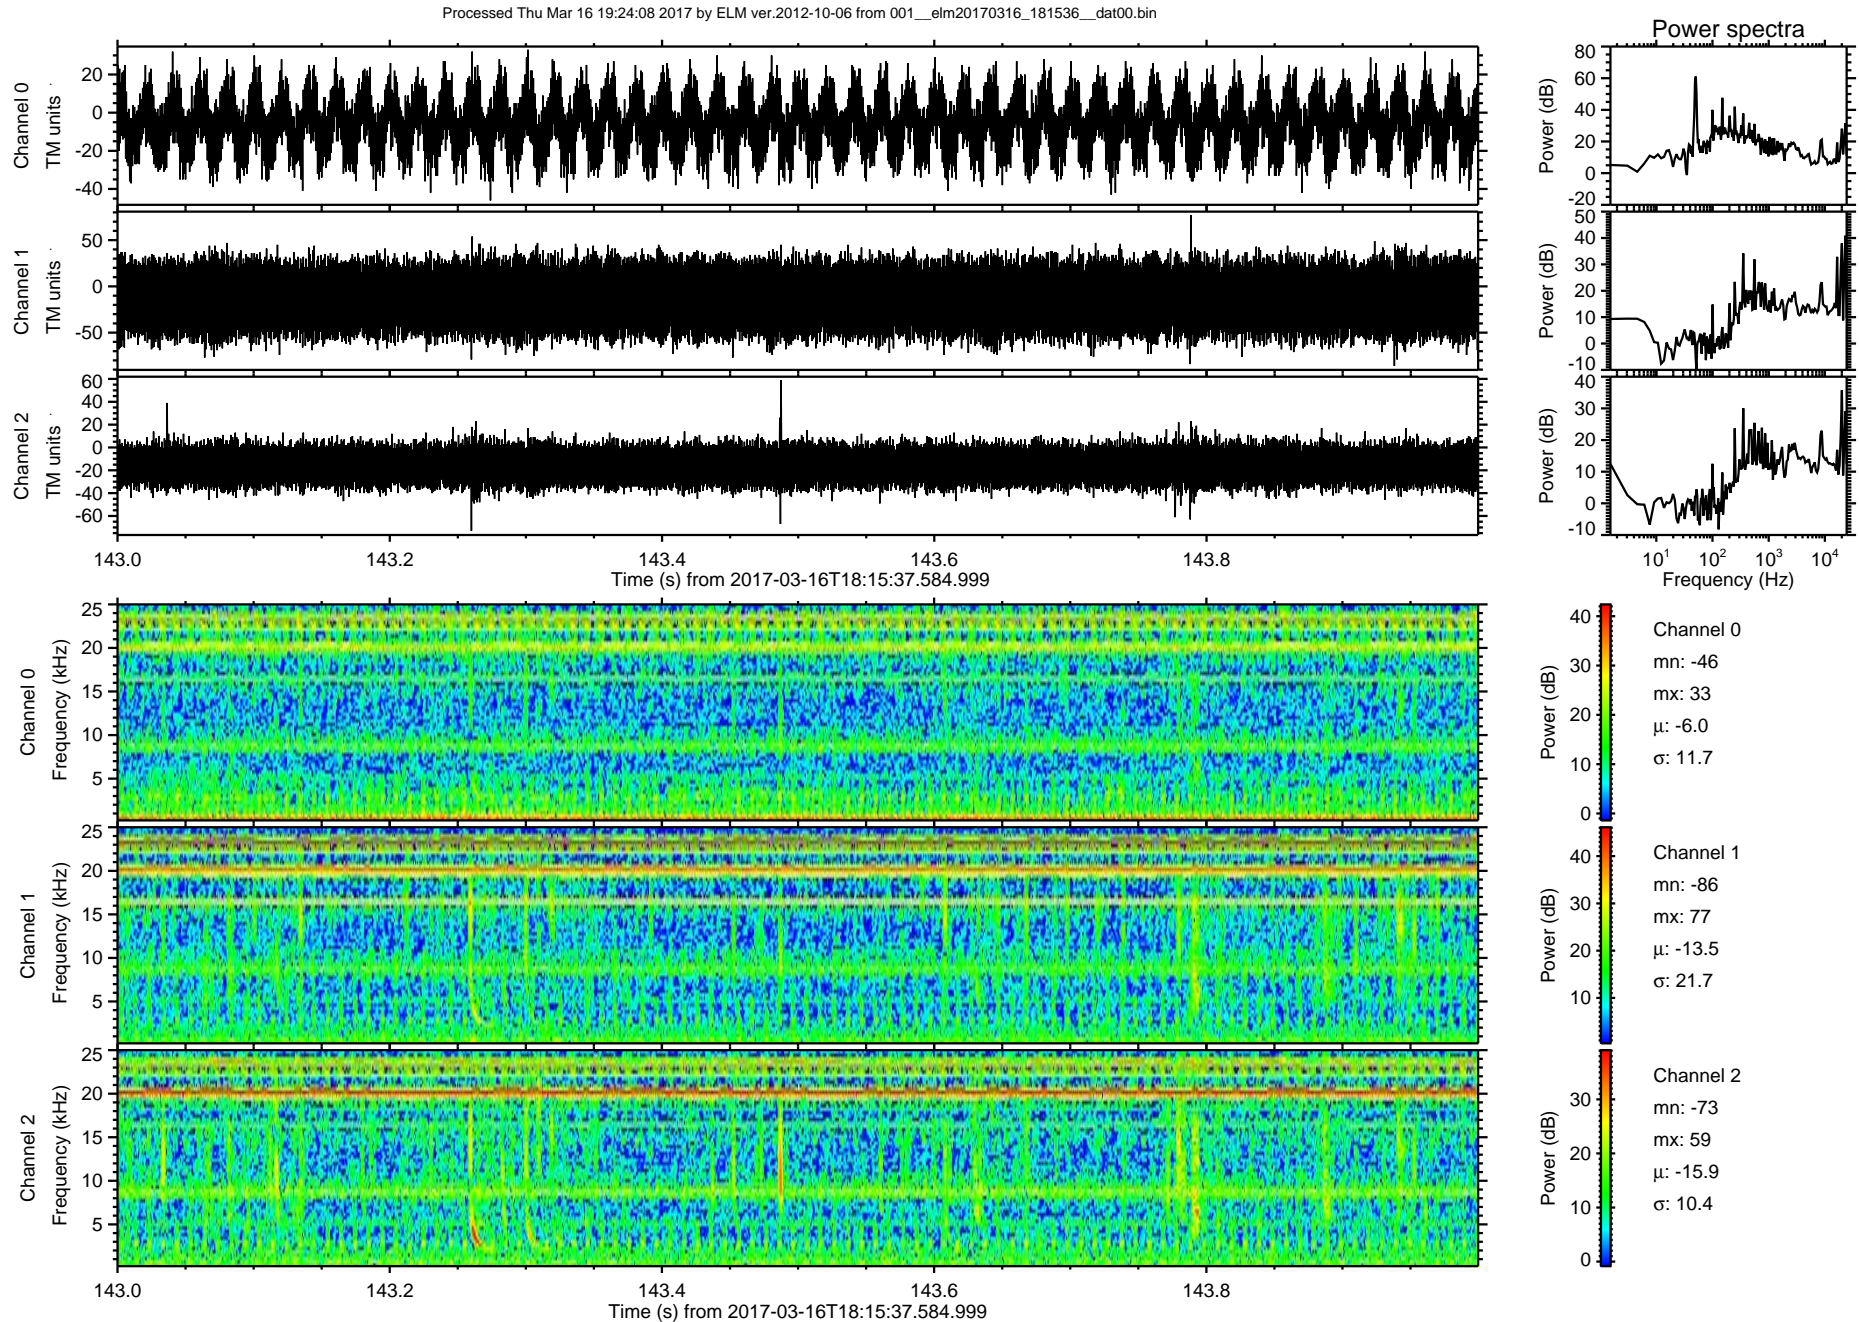 Processed Thu Mar 16 19:24:08 2017 by ELM ver.2012-10-06 from 001__elm20170316_181536__dat00.bin
Power spectra
Channel 0
TM units
20
0
-20
-40
Power (dB)
80
60
40
20
0
-20
Channel 1
TM units
50
0
-50
Power (dB)
50
40
30
20
10
0
-10
Channel 2
TM units
60
40
20
0
-20
-40
-60
Power (dB)
40
30
20
10
0
-10
143.0 143.2 143.4 143.6 143.8
Time (s) from 2017-03-16T18:15:37.584.999
10^1 10^2 10^3 10^4
Frequency (Hz)
Channel 0
Frequency (kHz)
25
20
15
10
5
Power (dB)
40
30
20
10
0
Channel 0
mn: -46
mx: 33
μ: -6.0
σ: 11.7
Channel 1
Frequency (kHz)
25
20
15
10
5
Power (dB)
40
30
20
10
Channel 1
mn: -86
mx: 77
μ: -13.5
σ: 21.7
Channel 2
Frequency (kHz)
25
20
15
10
5
Power (dB)
30
20
10
0
Channel 2
mn: -73
mx: 59
μ: -15.9
σ: 10.4
143.0 143.2 143.4 143.6 143.8
Time (s) from 2017-03-16T18:15:37.584.999